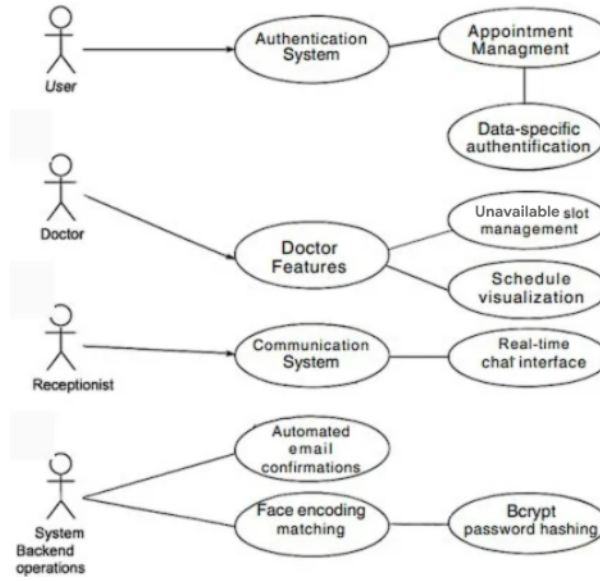 User
Authentication
System
Appointment
Managment
Data-specific
authentification
Doctor
Doctor
Features
Unavailable slot
management
Schedule
visualization
Receptionist
Communication
System
Real-time
chat interface
System
Backend
operations
Automated
email
confirmations
Face encoding
matching
Bcrypt
password hashing